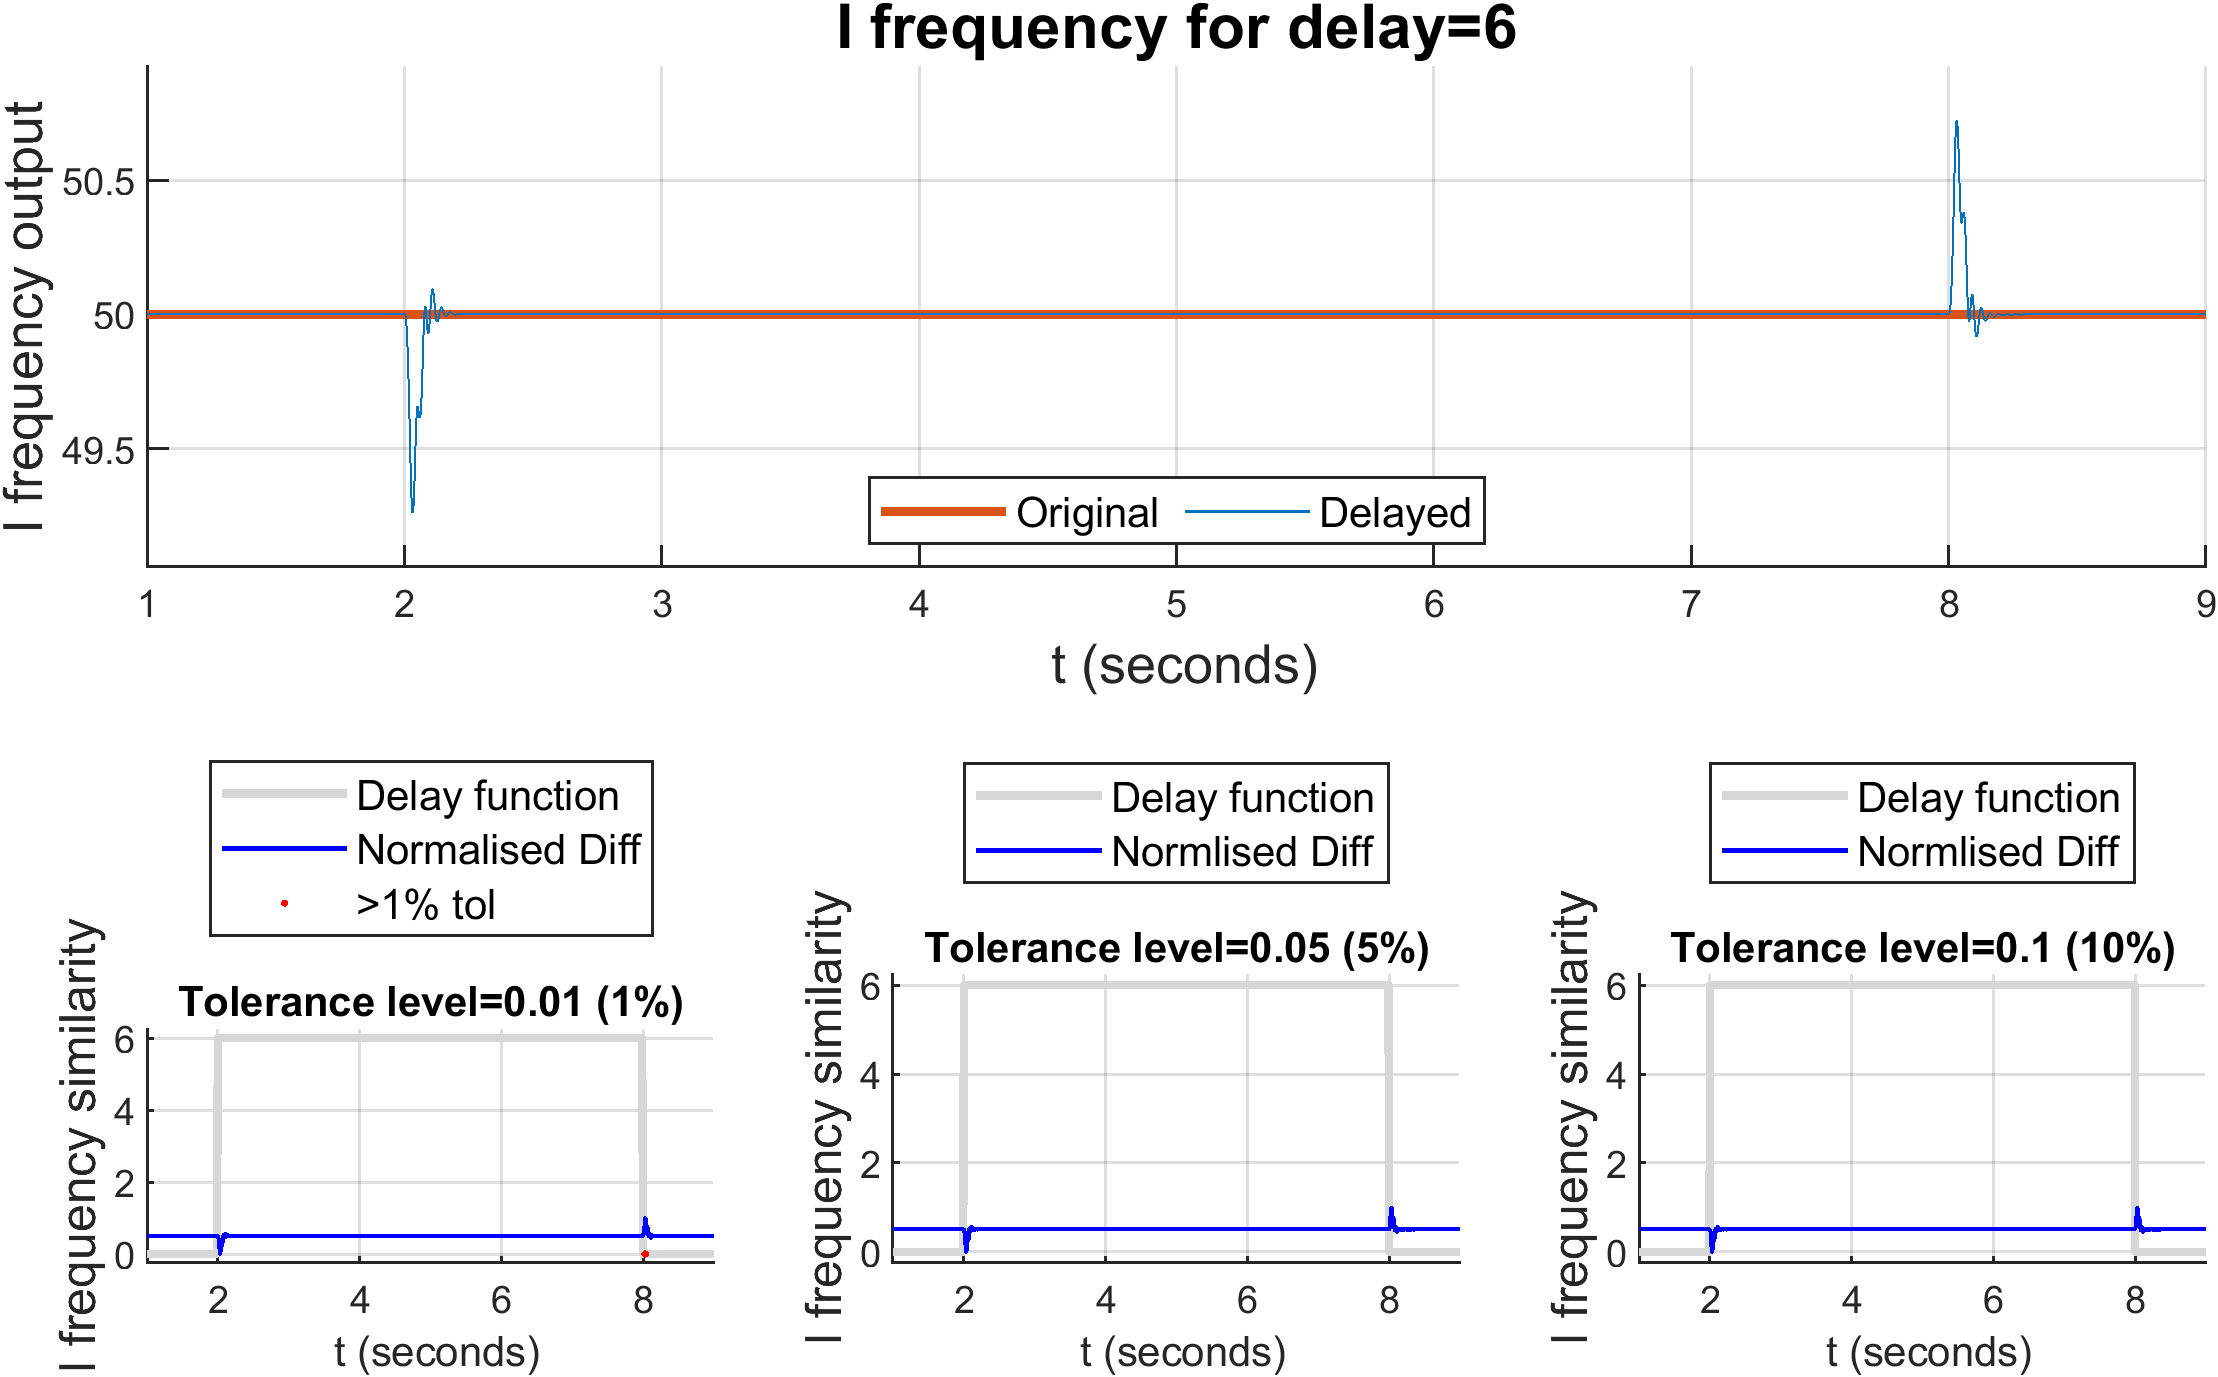 I frequency for delay=6
I frequency output
50.5
50
49.5
Original Delayed
1 2 3 4 5 6 7 8 9
t (seconds)
Delay function
Normalised Diff
>1% tol
Tolerance level=0.01 (1%)
I frequency similarity
6
4
2
0
2 4 6 8
t (seconds)
Delay function
Normlised Diff
Tolerance level=0.05 (5%)
I frequency similarity
6
4
2
0
2 4 6 8
t (seconds)
Delay function
Normlised Diff
Tolerance level=0.1 (10%)
I frequency similarity
6
4
2
0
2 4 6 8
t (seconds)